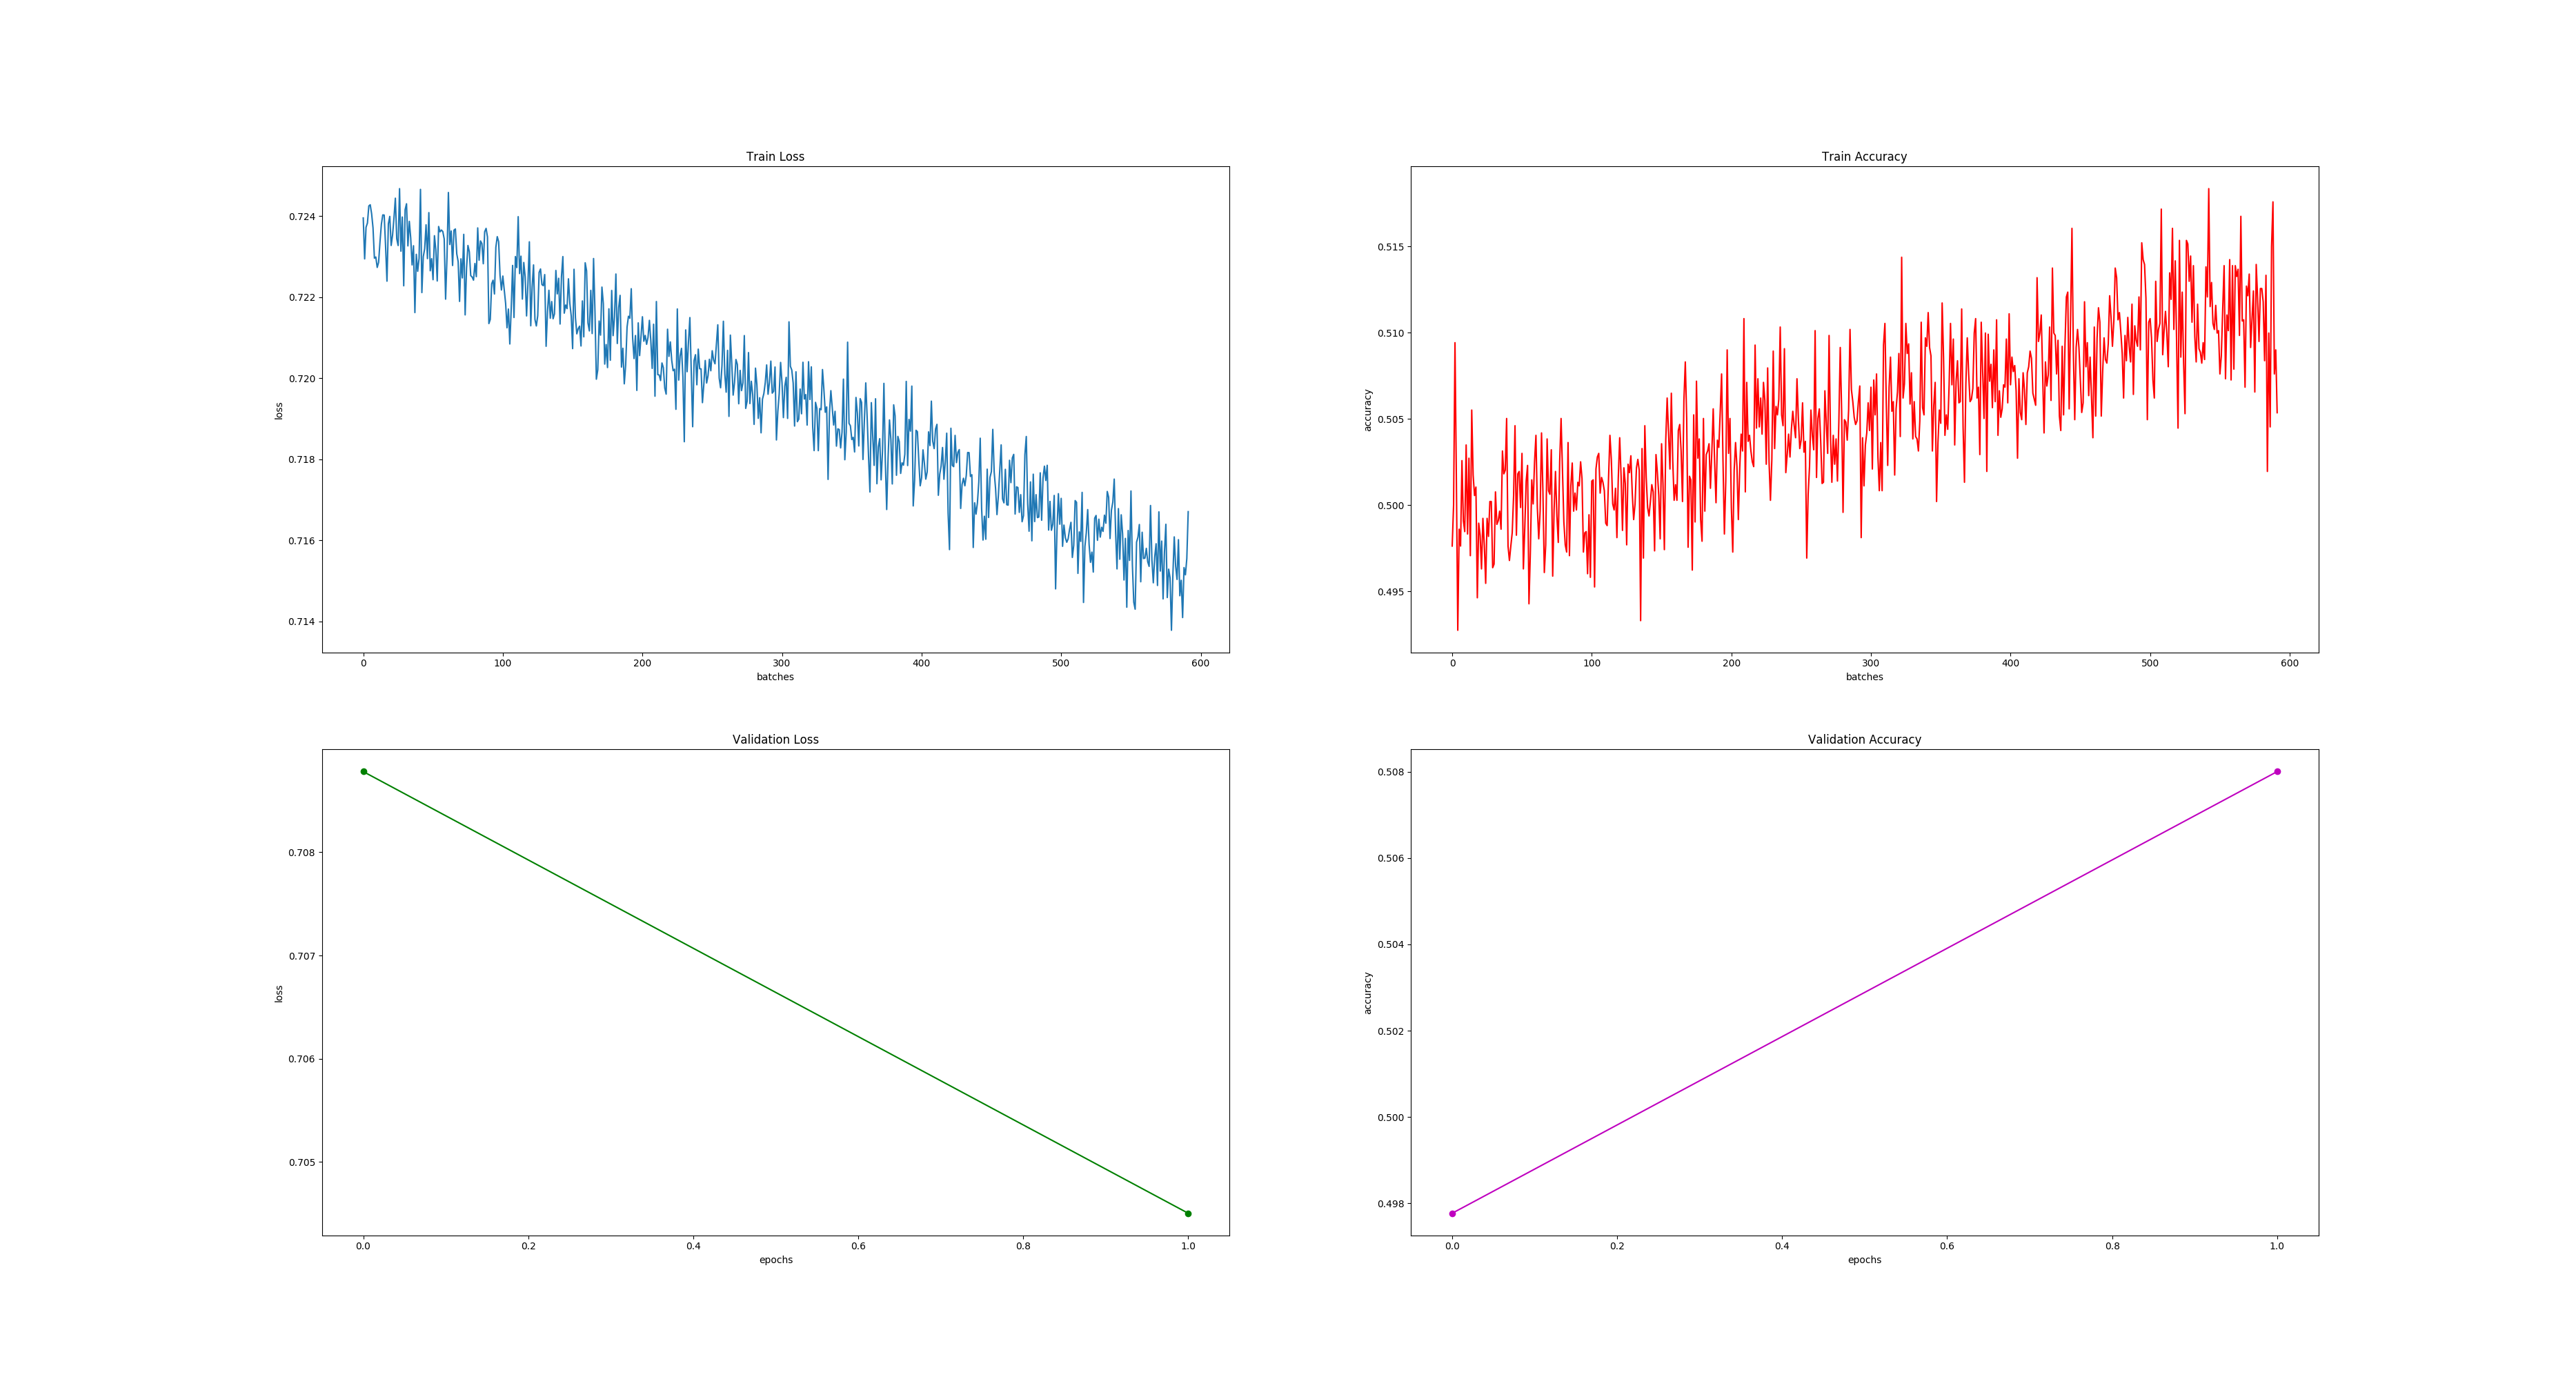 Train Loss
0.724
0.722
0.720
0.718
0.716
0.714
loss
0 100 200 300 400 500 600
batches
Train Accuracy
0.515
0.510
0.505
0.500
0.495
accuracy
0 100 200 300 400 500 600
batches
Validation Loss
0.708
0.707
0.706
0.705
loss
0.0 0.2 0.4 0.6 0.8 1.0
epochs
Validation Accuracy
0.508
0.506
0.504
0.502
0.500
0.498
accuracy
0.0 0.2 0.4 0.6 0.8 1.0
epochs